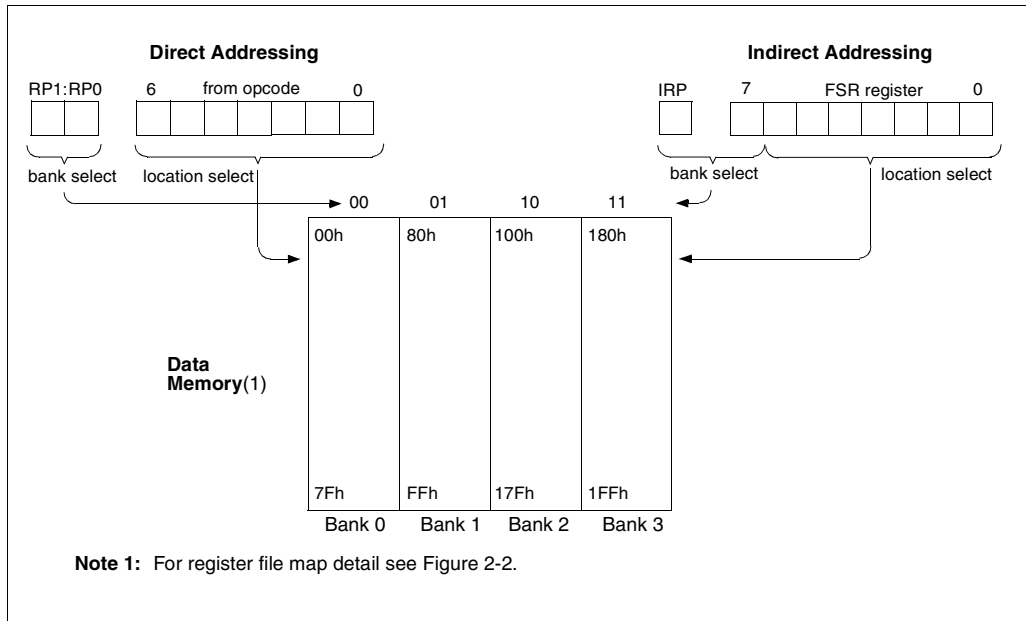 Direct Addressing
Indirect Addressing
RP1:RP0
6
from opcode
0
IRP
7
FSR register
0
bank select
location select
bank select
location select
00
01
10
11
00h
80h
100h
180h
Data
Memory(1)
7Fh
FFh
17Fh
1FFh
Bank 0
Bank 1
Bank 2
Bank 3
Note 1: For register file map detail see Figure 2-2.